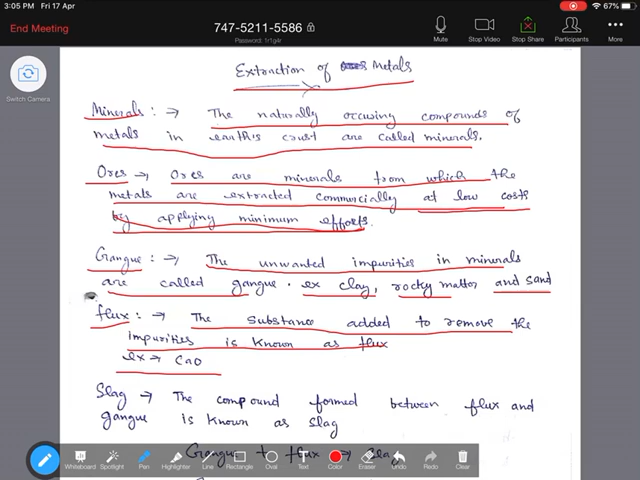 3:05 PM Fri 17 Apr
67%
End Meeting
747-5211-5586
Password: 1r1g4r
Mute
Stop Video
Stop Share
Participants
More
Switch Camera
Extraction of Metals
Minerals :→ The naturally occuring compounds of
metals in earth's crust are called minerals.
Ores → Ores are minerals from which the
metals are extracted commercially at low costs
by applying minimum efforts.
Gangue :→ The unwanted impurities in minerals
are called gangue. ex clay, rocky matter and sand
flux :→ The substance added to remove the
impurities is known as flux
ex → CaO
Slag → The compound formed between flux and
gangue is known as slag
Gangue + flux → Slag
Whiteboard
Spotlight
Pen
Highlighter
Line
Rectangle
Oval
Text
Color
Eraser
Undo
Redo
Clear